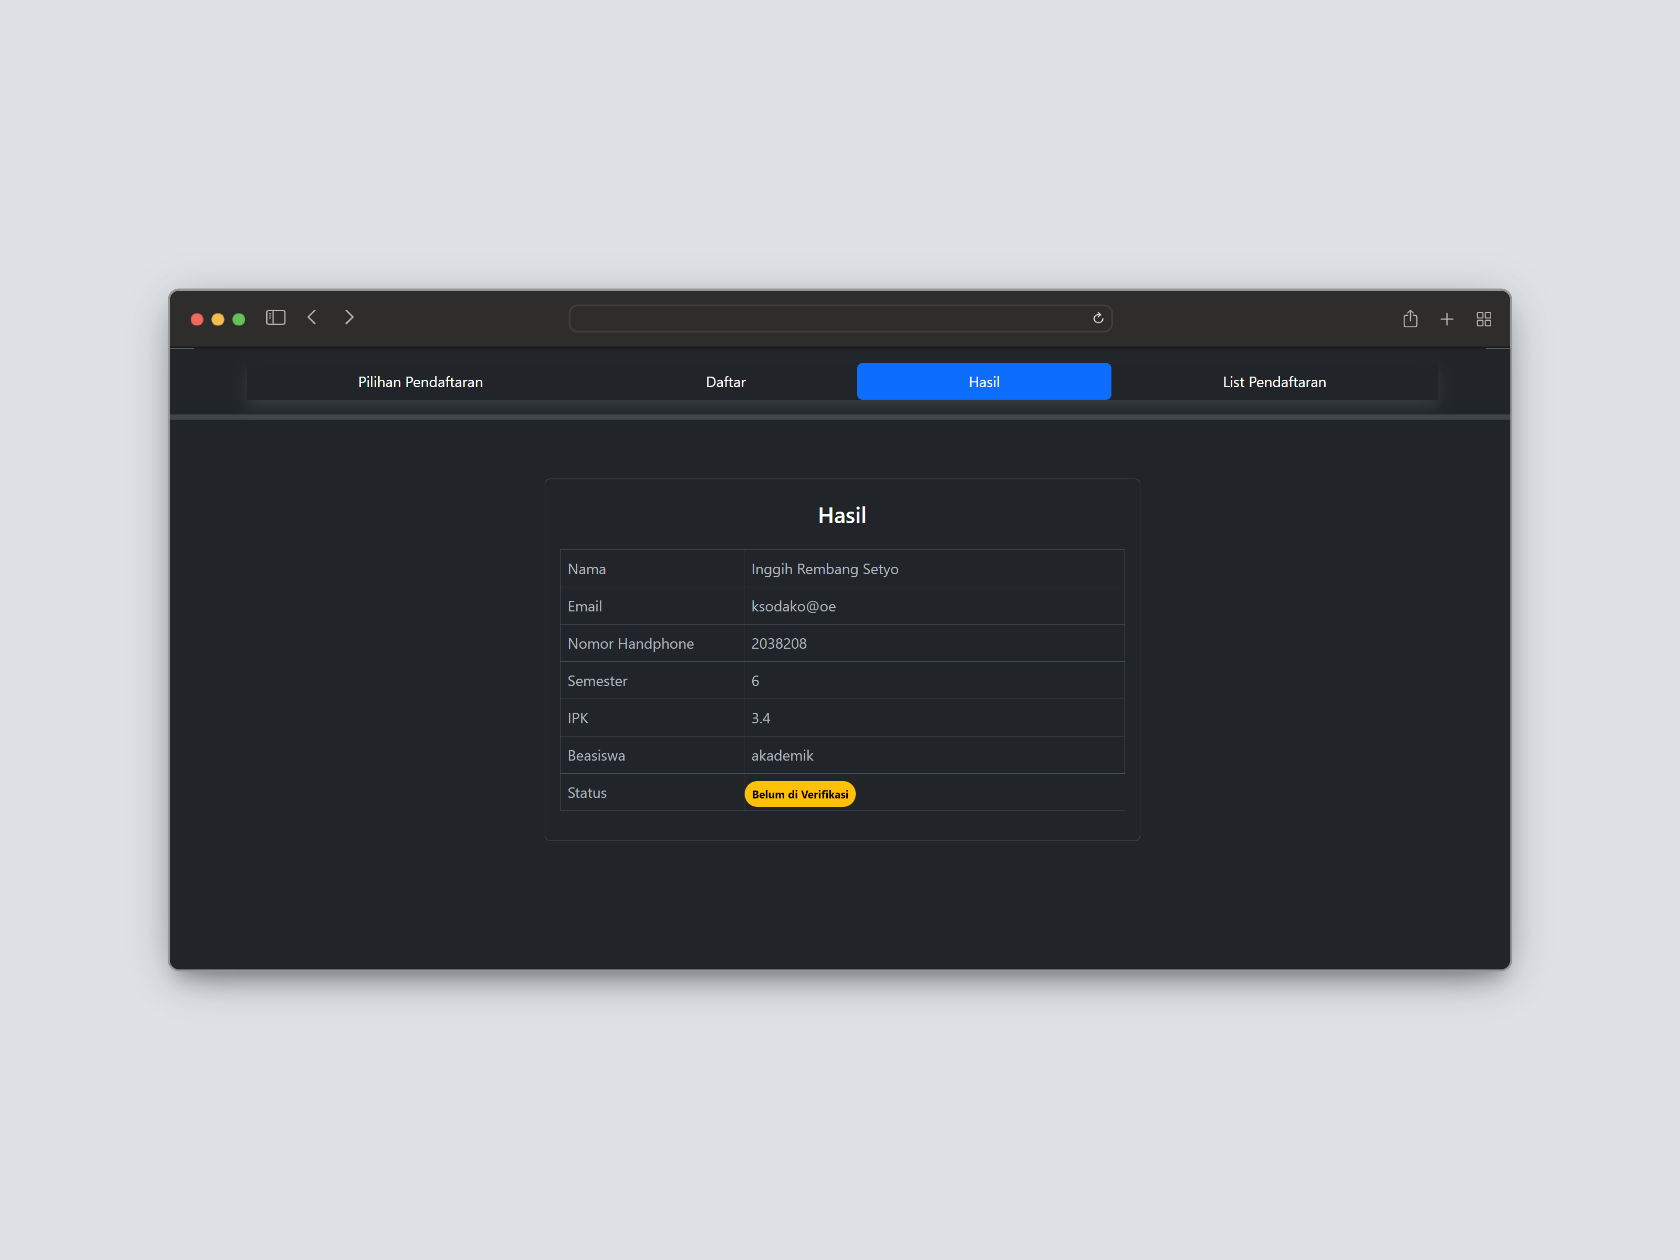 Pilihan Pendaftaran Daftar Hasil List Pendaftaran
Hasil
Nama Inggih Rembang Setyo
Email ksodako@oe
Nomor Handphone 2038208
Semester 6
IPK 3.4
Beasiswa akademik
Status Belum di Verifikasi